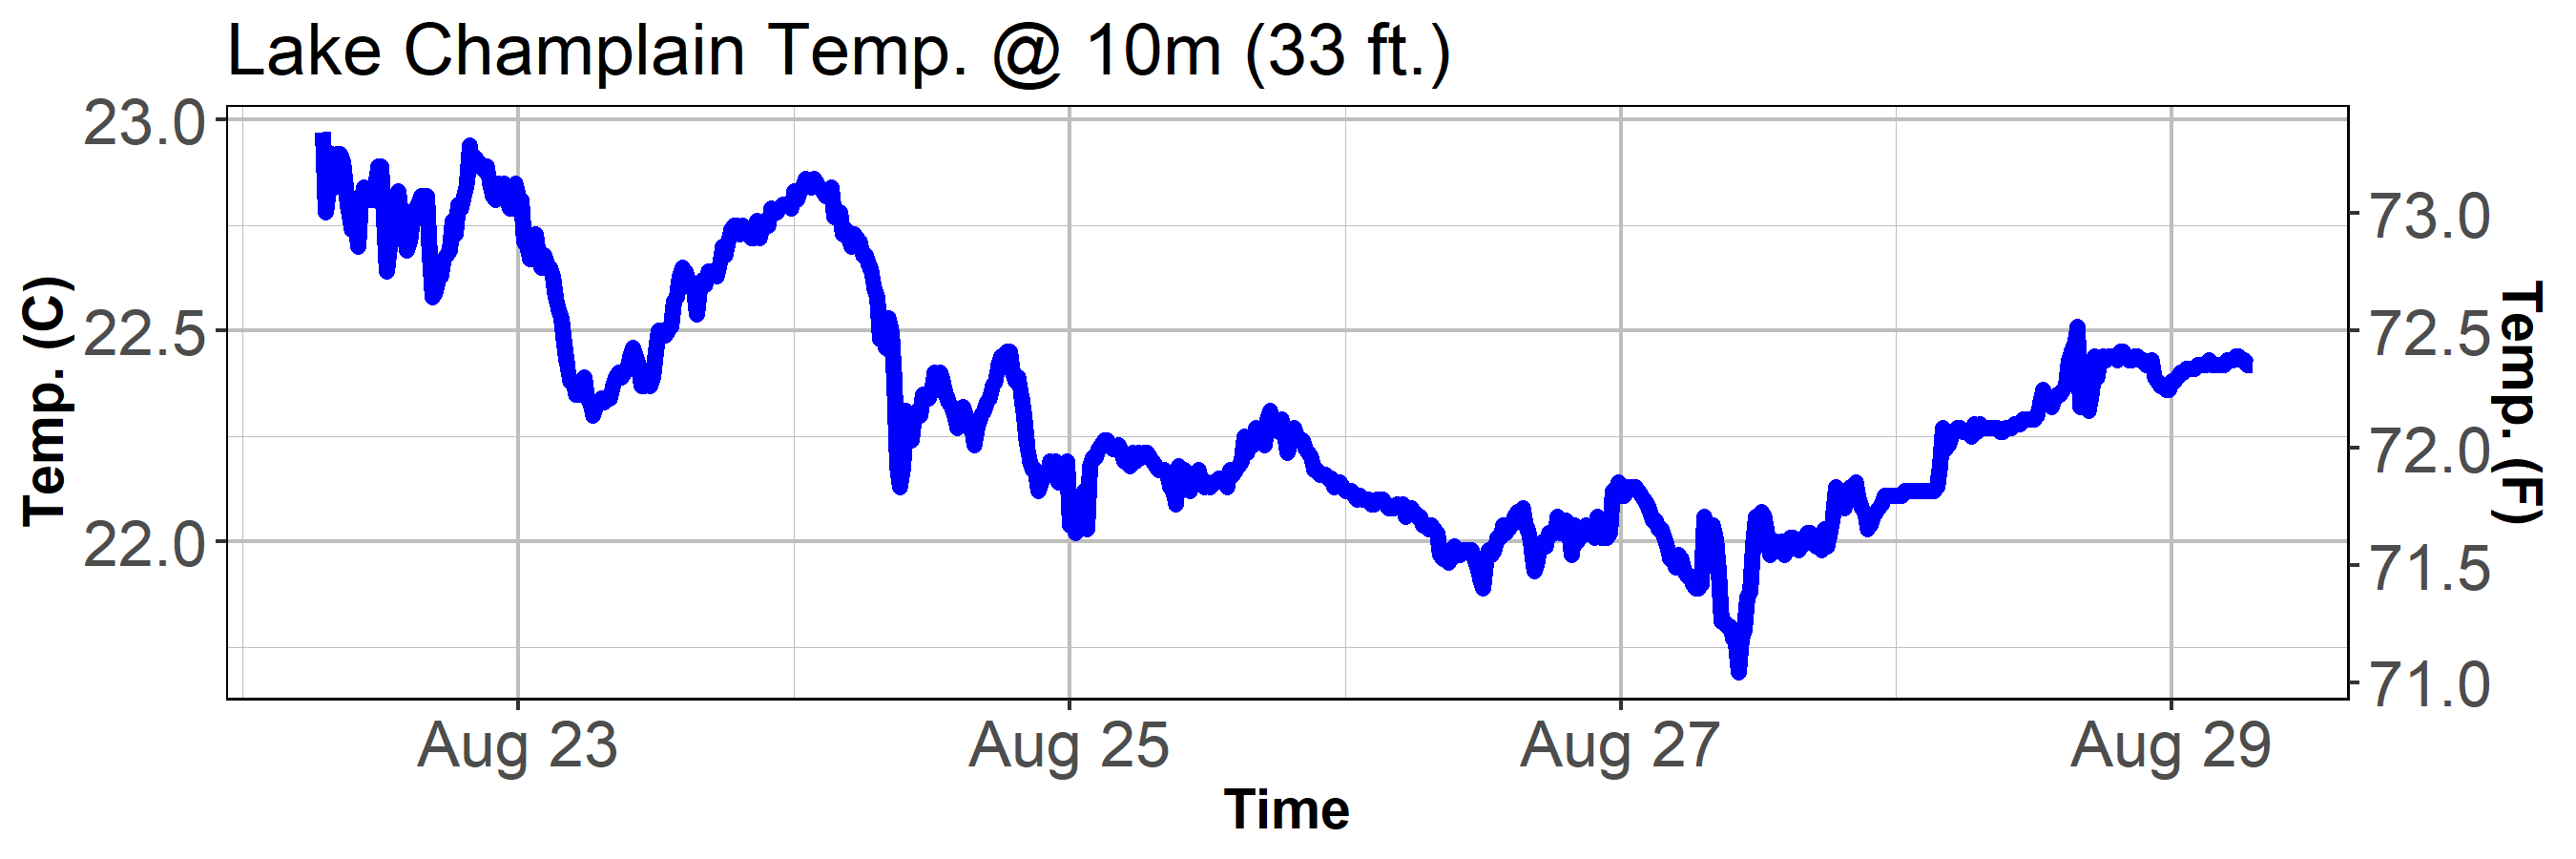 Lake Champlain Temp. @ 10m (33 ft.)
Temp. (C)
23.0
22.5
22.0
73.0
72.5
72.0
71.5
71.0
Temp. (F)
Aug 23
Aug 25
Aug 27
Aug 29
Time